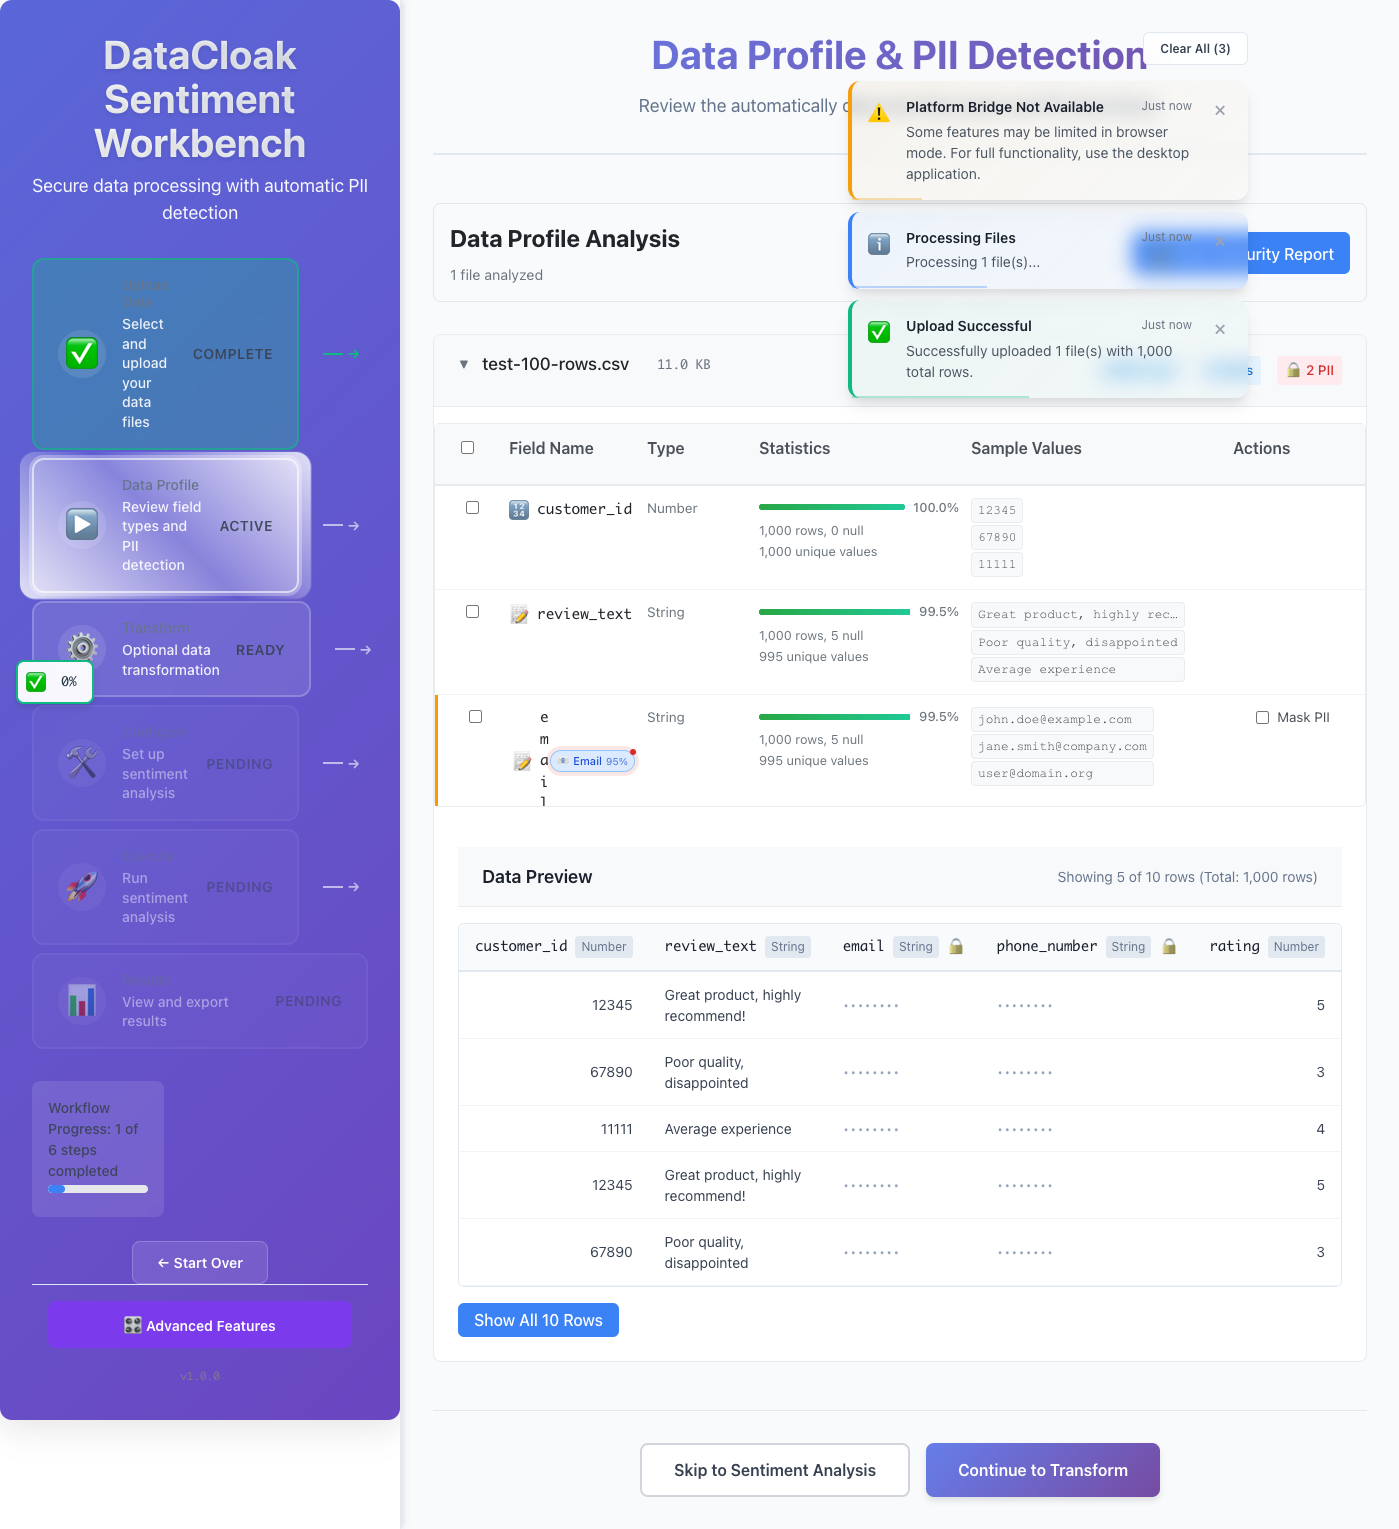 DataCloak
Sentiment
Workbench
Secure data processing with automatic PII
detection
Select
and
upload
your
data
files
COMPLETE
Data Profile
Review field
types and
PII
detection
ACTIVE
Transform
Optional data
transformation
READY
0%
Set up
sentiment
analysis
PENDING
Run
sentiment
analysis
PENDING
View and export
results
PENDING
Workflow
Progress: 1 of
6 steps
completed
← Start Over
Advanced Features
v1.0.0
Data Profile & PII Detection
Clear All (3)
Review the automatically
Platform Bridge Not Available
Just now
Some features may be limited in browser
mode. For full functionality, use the desktop
application.
Data Profile Analysis
1 file analyzed
Processing Files
Just now
Processing 1 file(s)...
urity Report
Upload Successful
Just now
Successfully uploaded 1 file(s) with 1,000
total rows.
test-100-rows.csv
11.0 KB
2 PII
Field Name
Type
Statistics
Sample Values
Actions
customer_id
Number
100.0%
1,000 rows, 0 null
1,000 unique values
12345
67890
11111
review_text
String
99.5%
1,000 rows, 5 null
995 unique values
Great product, highly rec…
Poor quality, disappointed
Average experience
email
Email 95%
String
99.5%
1,000 rows, 5 null
995 unique values
john.doe@example.com
jane.smith@company.com
user@domain.org
Mask PII
Data Preview
Showing 5 of 10 rows (Total: 1,000 rows)
customer_id Number
review_text String
email String
phone_number String
rating Number
12345
Great product, highly
recommend!
••••••••
••••••••
5
67890
Poor quality,
disappointed
••••••••
••••••••
3
11111
Average experience
••••••••
••••••••
4
12345
Great product, highly
recommend!
••••••••
••••••••
5
67890
Poor quality,
disappointed
••••••••
••••••••
3
Show All 10 Rows
Skip to Sentiment Analysis
Continue to Transform